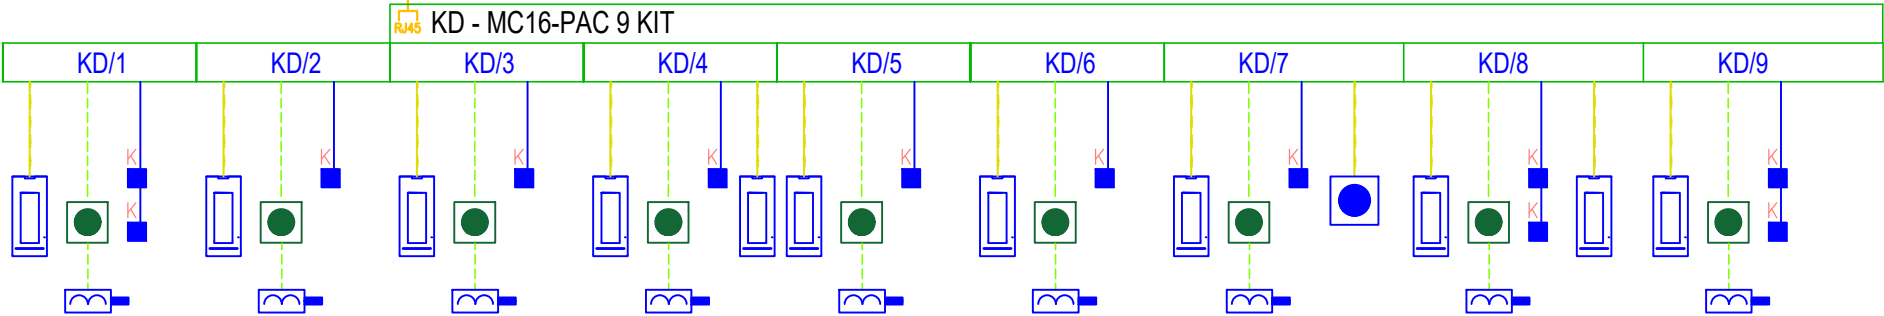 RJ45 KD - MC16-PAC 9 KIT
KD/1 KD/2 KD/3 KD/4 KD/5 KD/6 KD/7 KD/8 KD/9
K K K K K K K K K
K K K